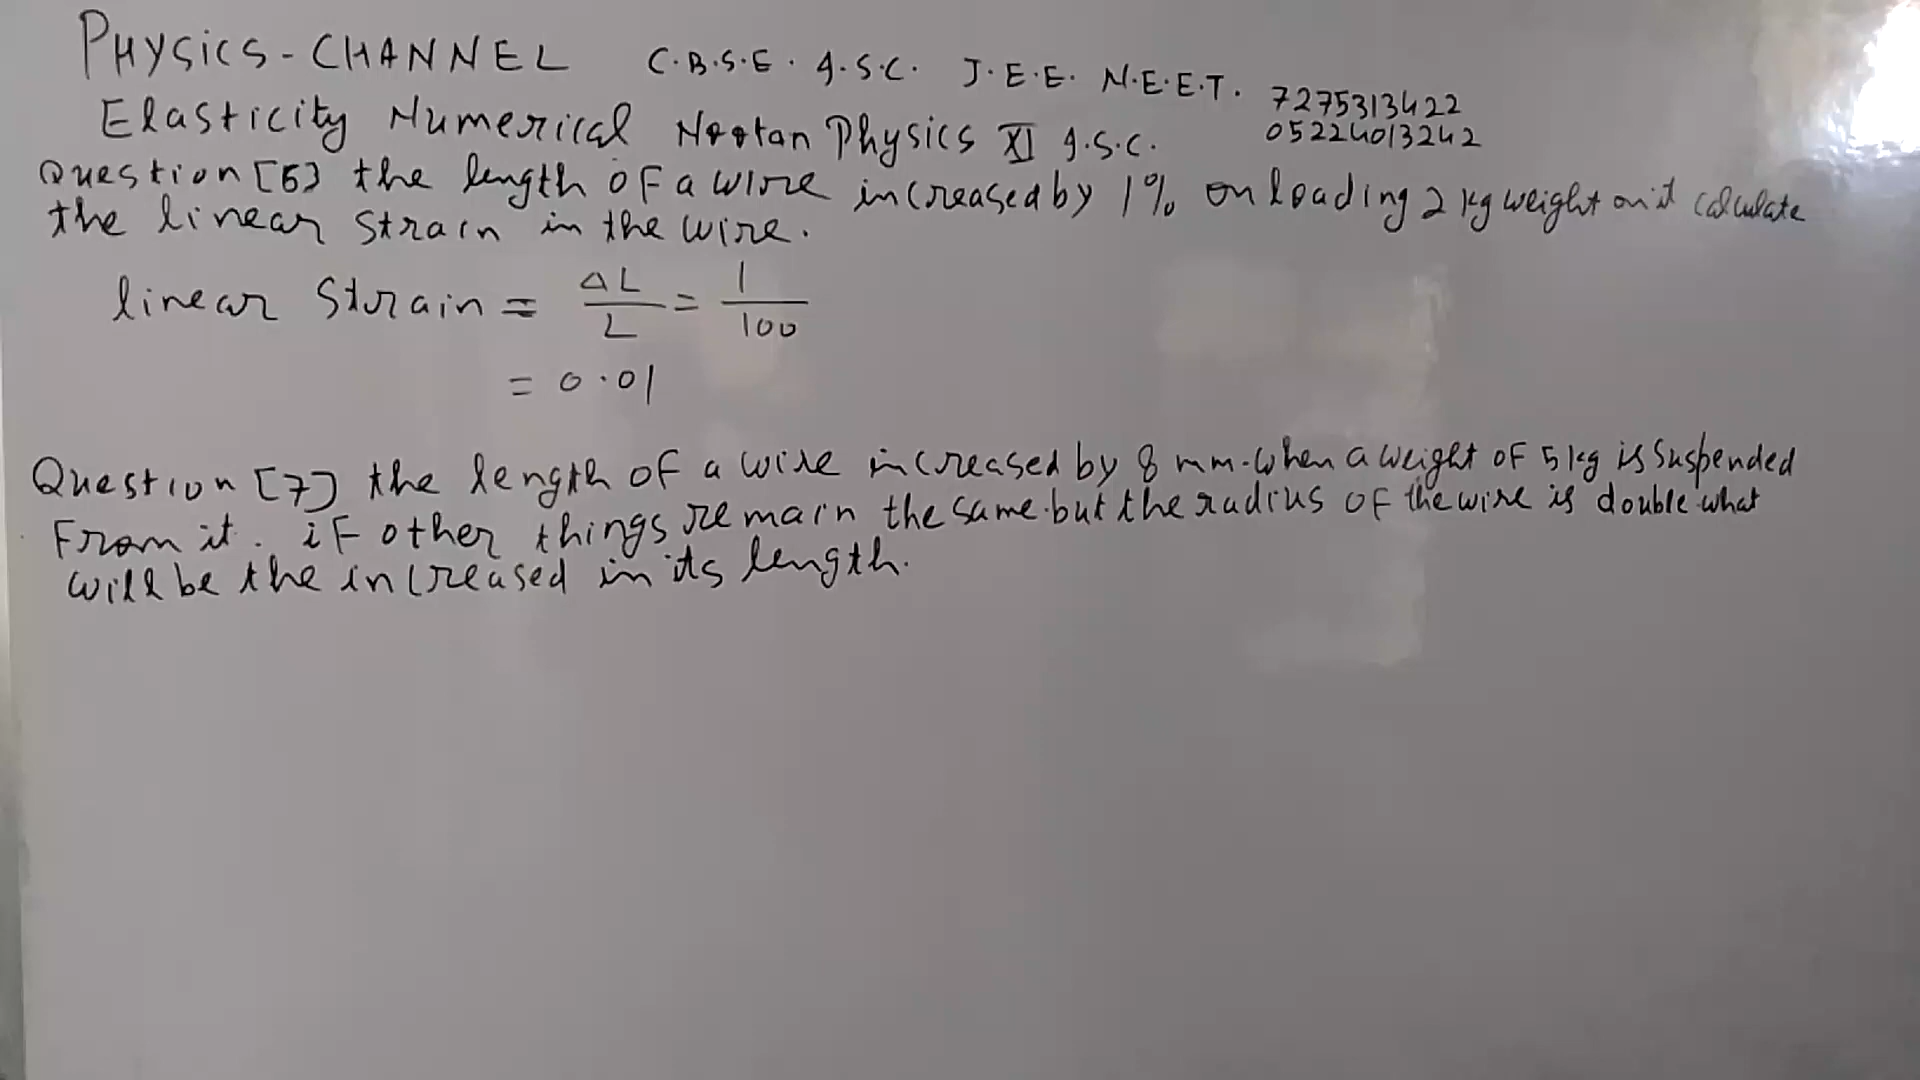 PHYSICS-CHANNEL C.B.S.E. I.S.C. J.E.E. N.E.E.T. 7275313422
Elasticity Numerical Nootan Physics XI I.S.C. 05224013242
Question [5] the length of a wire increased by 1% on loading 2 kg weight on it calculate
the linear strain in the wire.
linear strain = ΔL/L = 1/100
= 0.01
Question [7] the length of a wire increased by 8 mm. when a weight of 5 kg is suspended
From it. if other things remain the same. but the radius of the wire is double. what
will be the increased in its length.